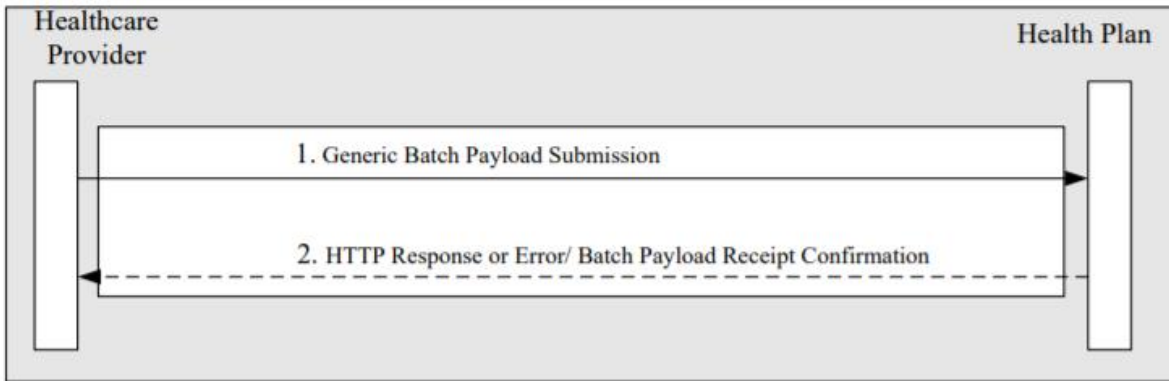 Healthcare
Provider
Health Plan
1. Generic Batch Payload Submission
2. HTTP Response or Error/ Batch Payload Receipt Confirmation